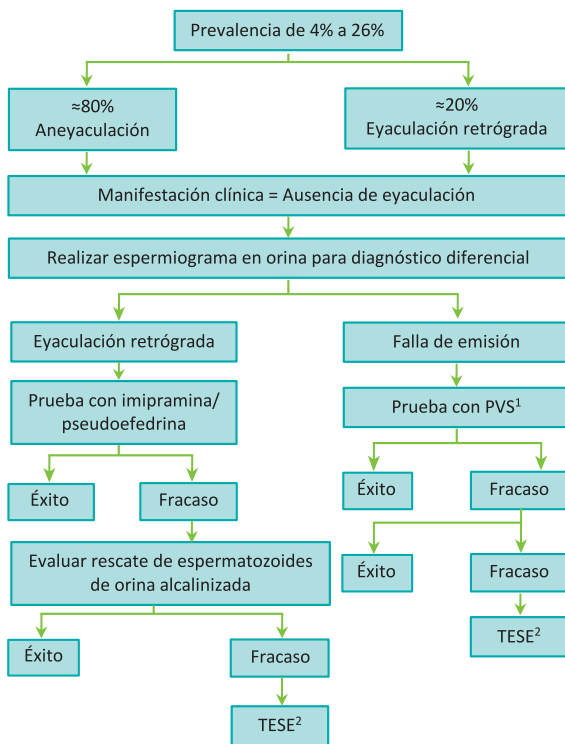 Prevalencia de 4% a 26%
≈80%
Aneyaculación
≈20%
Eyaculación retrógrada
Manifestación clínica = Ausencia de eyaculación
Realizar espermiograma en orina para diagnóstico diferencial
Eyaculación retrógrada
Falla de emisión
Prueba con imipramina/
pseudoefedrina
Prueba con PVS¹
Éxito
Fracaso
Éxito
Fracaso
Evaluar rescate de espermatozoides
de orina alcalinizada
Éxito
Fracaso
Éxito
Fracaso
TESE²
TESE²